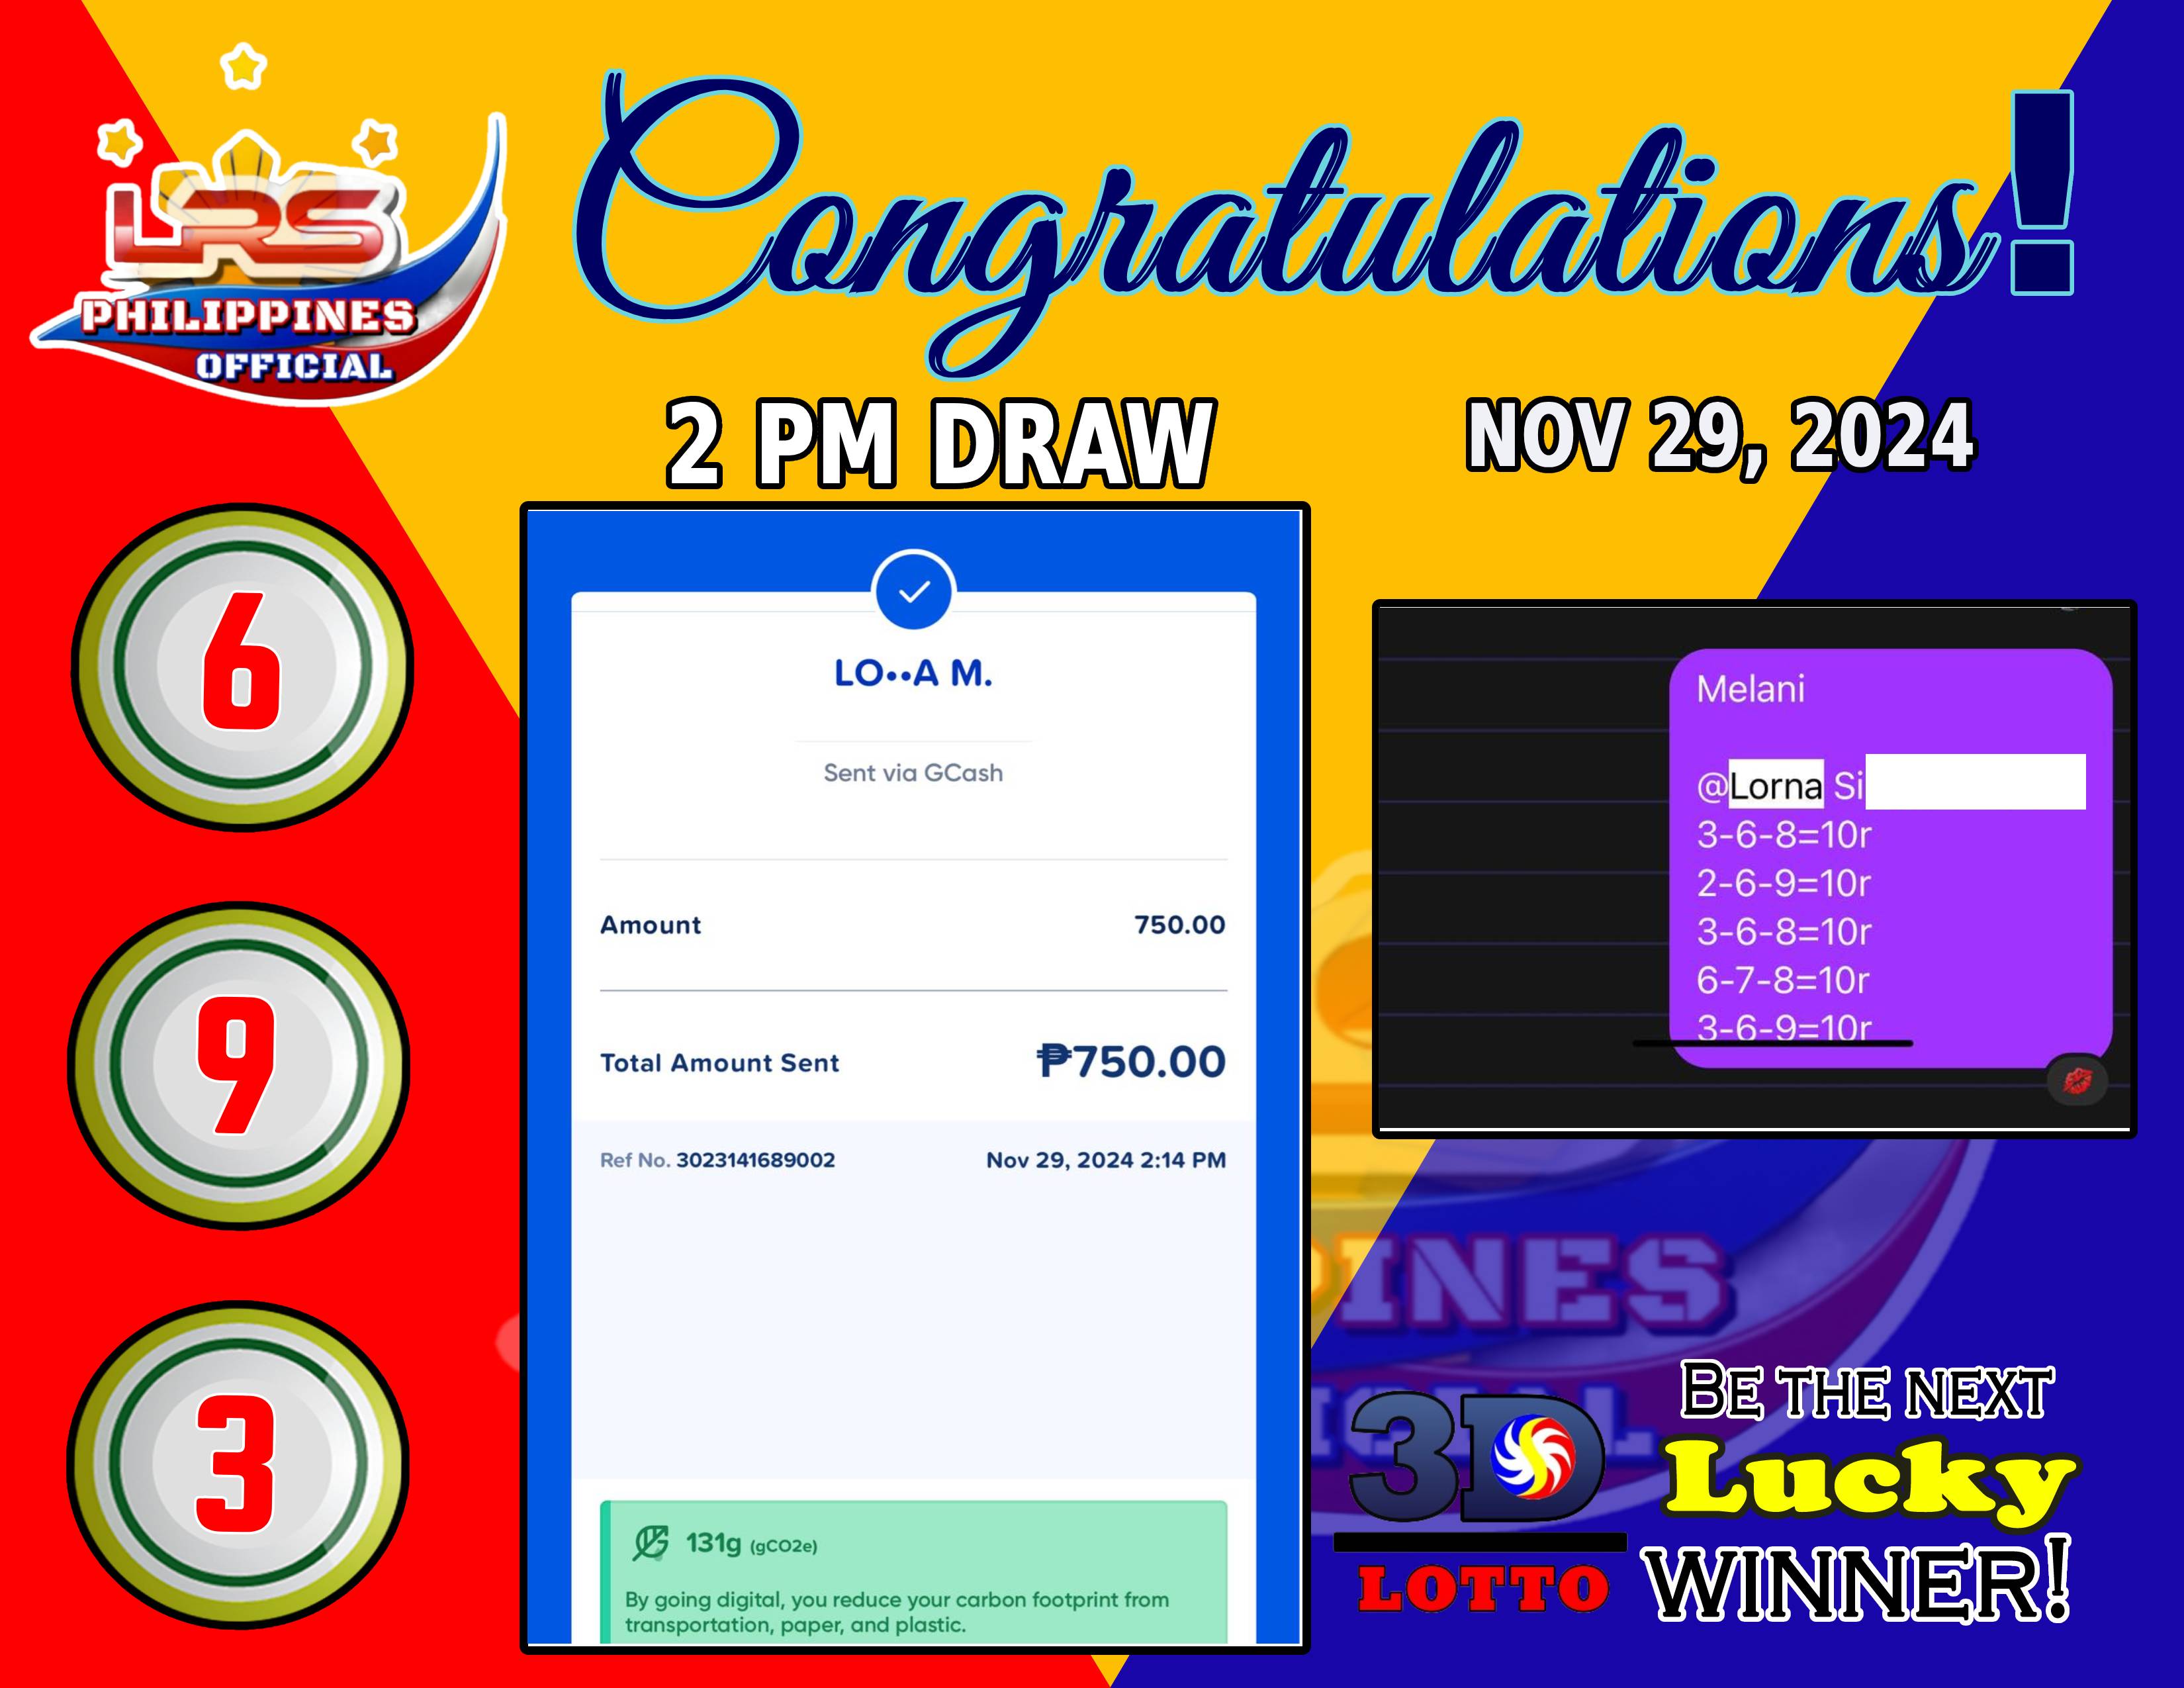 LRS
PHILIPPINES
OFFICIAL
Congratulations!
2 PM DRAW
NOV 29, 2024
6
9
3
LO••A M.
Sent via GCash
Amount 750.00
Total Amount Sent ₱750.00
Ref No. 3023141689002 Nov 29, 2024 2:14 PM
131g (gCO2e)
By going digital, you reduce your carbon footprint from
transportation, paper, and plastic.
Melani
@Lorna Si
3-6-8=10r
2-6-9=10r
3-6-8=10r
6-7-8=10r
3-6-9=10r
PINES
ICIAL
3D
LOTTO
BE THE NEXT
Lucky
WINNER!